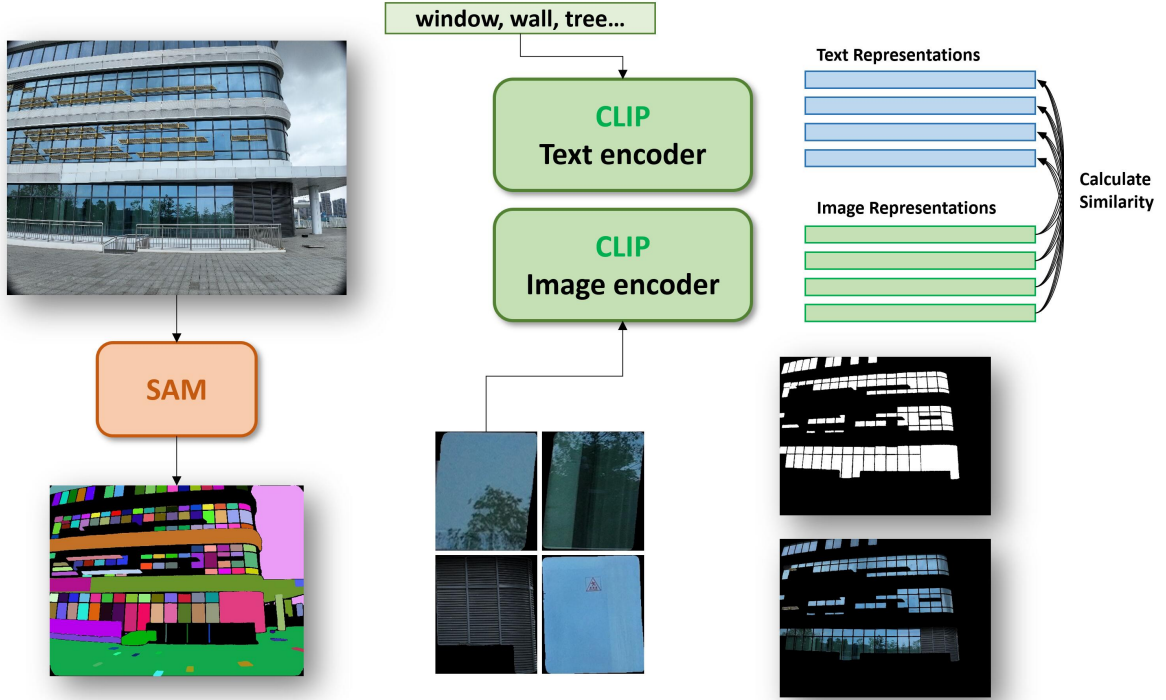 window, wall, tree…
Text Representations
CLIP
Text encoder
Calculate
Similarity
Image Representations
CLIP
Image encoder
SAM